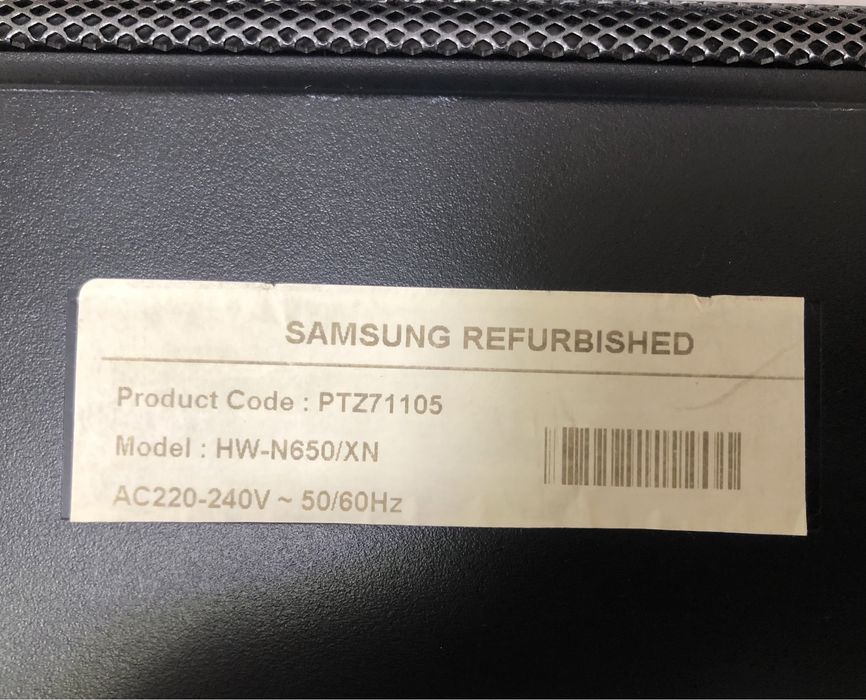 SAMSUNG REFURBISHED
Product Code : PTZ71105
Model : HW-N650/XN
AC220-240V ~ 50/60Hz